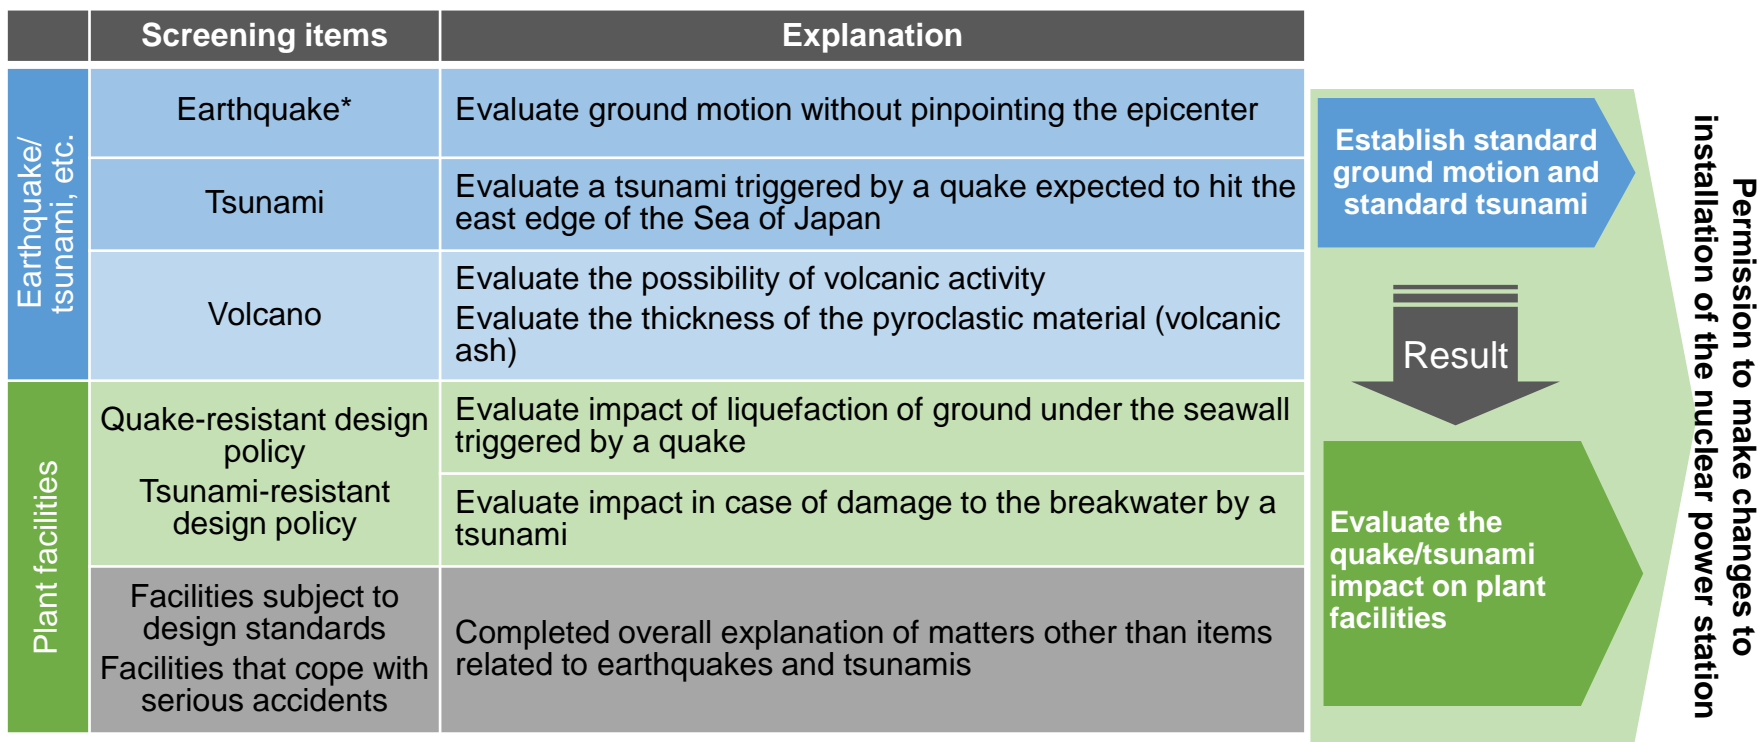 Screening items
Explanation
Earthquake/
tsunami, etc.
Earthquake*
Evaluate ground motion without pinpointing the epicenter
Tsunami
Evaluate a tsunami triggered by a quake expected to hit the
east edge of the Sea of Japan
Volcano
Evaluate the possibility of volcanic activity
Evaluate the thickness of the pyroclastic material (volcanic
ash)
Plant facilities
Quake-resistant design
policy
Tsunami-resistant
design policy
Evaluate impact of liquefaction of ground under the seawall
triggered by a quake
Evaluate impact in case of damage to the breakwater by a
tsunami
Facilities subject to
design standards
Facilities that cope with
serious accidents
Completed overall explanation of matters other than items
related to earthquakes and tsunamis
Establish standard
ground motion and
standard tsunami
Result
Evaluate the
quake/tsunami
impact on plant
facilities
Permission to make changes to
installation of the nuclear power station